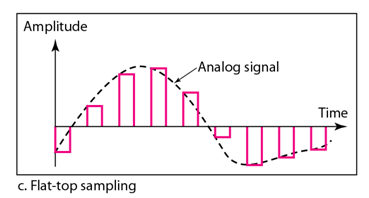 Amplitude
Analog signal
Time
c. Flat-top sampling